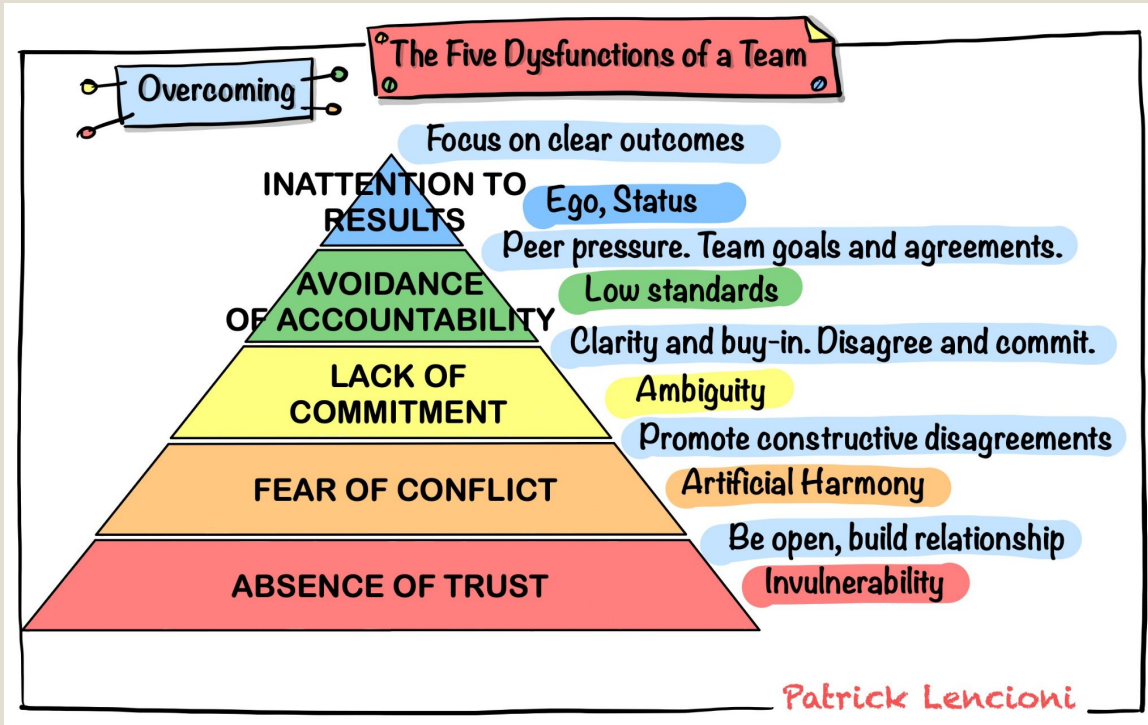 The Five Dysfunctions of a Team
Overcoming
Focus on clear outcomes
INATTENTION TO
RESULTS
Ego, Status
Peer pressure. Team goals and agreements.
AVOIDANCE
OF ACCOUNTABILITY
Low standards
Clarity and buy-in. Disagree and commit.
LACK OF
COMMITMENT
Ambiguity
Promote constructive disagreements
FEAR OF CONFLICT
Artificial Harmony
Be open, build relationship
ABSENCE OF TRUST
Invulnerability
Patrick Lencioni